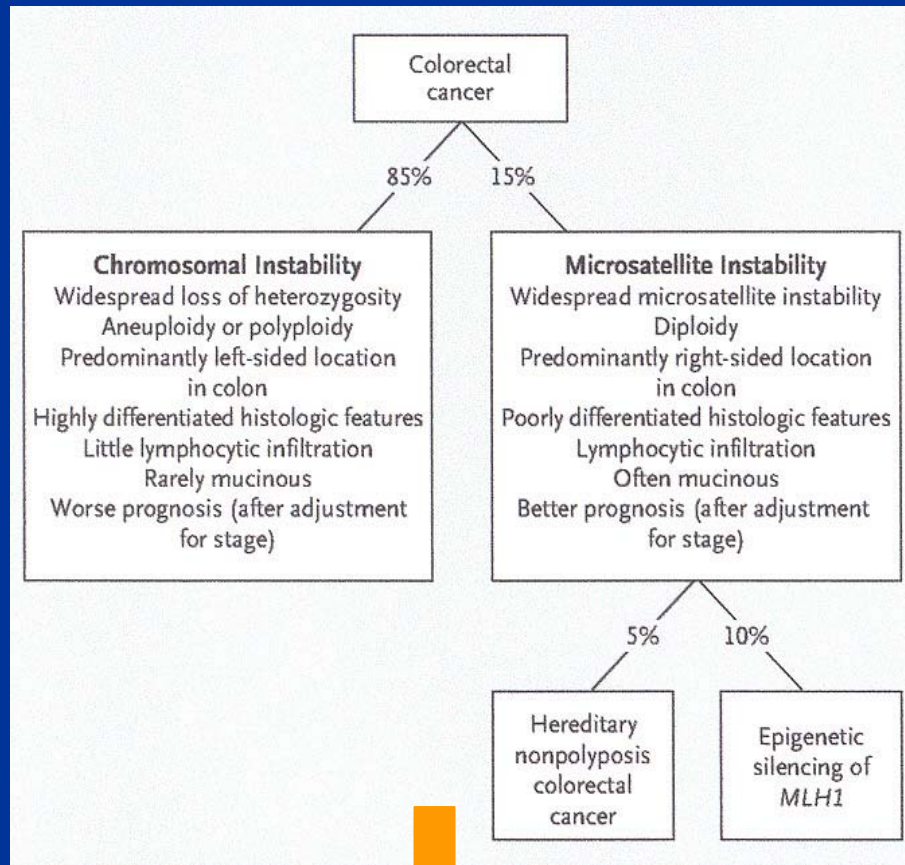 Colorectal
cancer
85%
15%
Chromosomal Instability
Widespread loss of heterozygosity
Aneuploidy or polyploidy
Predominantly left-sided location
in colon
Highly differentiated histologic features
Little lymphocytic infiltration
Rarely mucinous
Worse prognosis (after adjustment
for stage)
Microsatellite Instability
Widespread microsatellite instability
Diploidy
Predominantly right-sided location
in colon
Poorly differentiated histologic features
Lymphocytic infiltration
Often mucinous
Better prognosis (after adjustment
for stage)
5%
10%
Hereditary
nonpolyposis
colorectal
cancer
Epigenetic
silencing of
MLH1